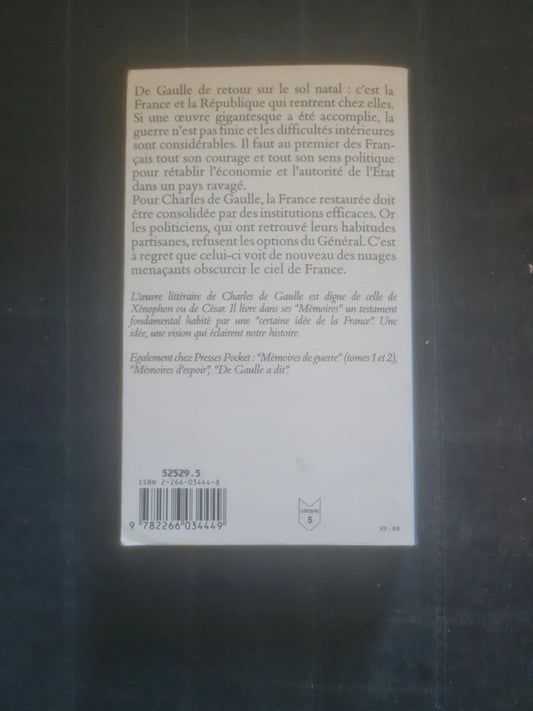 De Gaulle de retour sur le sol natal : c'est la
France et la République qui rentrent chez elles.
Si une œuvre gigantesque a été accomplie, la
guerre n'est pas finie et les difficultés intérieures
sont considérables. Il faut au premier des Fran-
çais tout son courage et tout son sens politique
pour rétablir l'économie et l'autorité de l'État
dans un pays ravagé.
Pour Charles de Gaulle, la France restaurée doit
être consolidée par des institutions efficaces. Or
les politiciens, qui ont retrouvé leurs habitudes
partisanes, refusent les options du Général. C'est
à regret que celui-ci voit de nouveau des nuages
menaçants obscurcir le ciel de France.
L'œuvre littéraire de Charles de Gaulle est digne de celle de
Xénophon ou de César. Il livre dans ses "Mémoires" un testament
fondamental habité par une "certaine idée de la France". Une
idée, une vision qui éclairent notre histoire.
Egalement chez Presses Pocket : "Mémoires de guerre" (tomes 1 et 2),
"Mémoires d'espoir", "De Gaulle a dit".
52529.5
ISBN 2-266-03444-8
9 782266 034449
catégorie
5
XII - 89